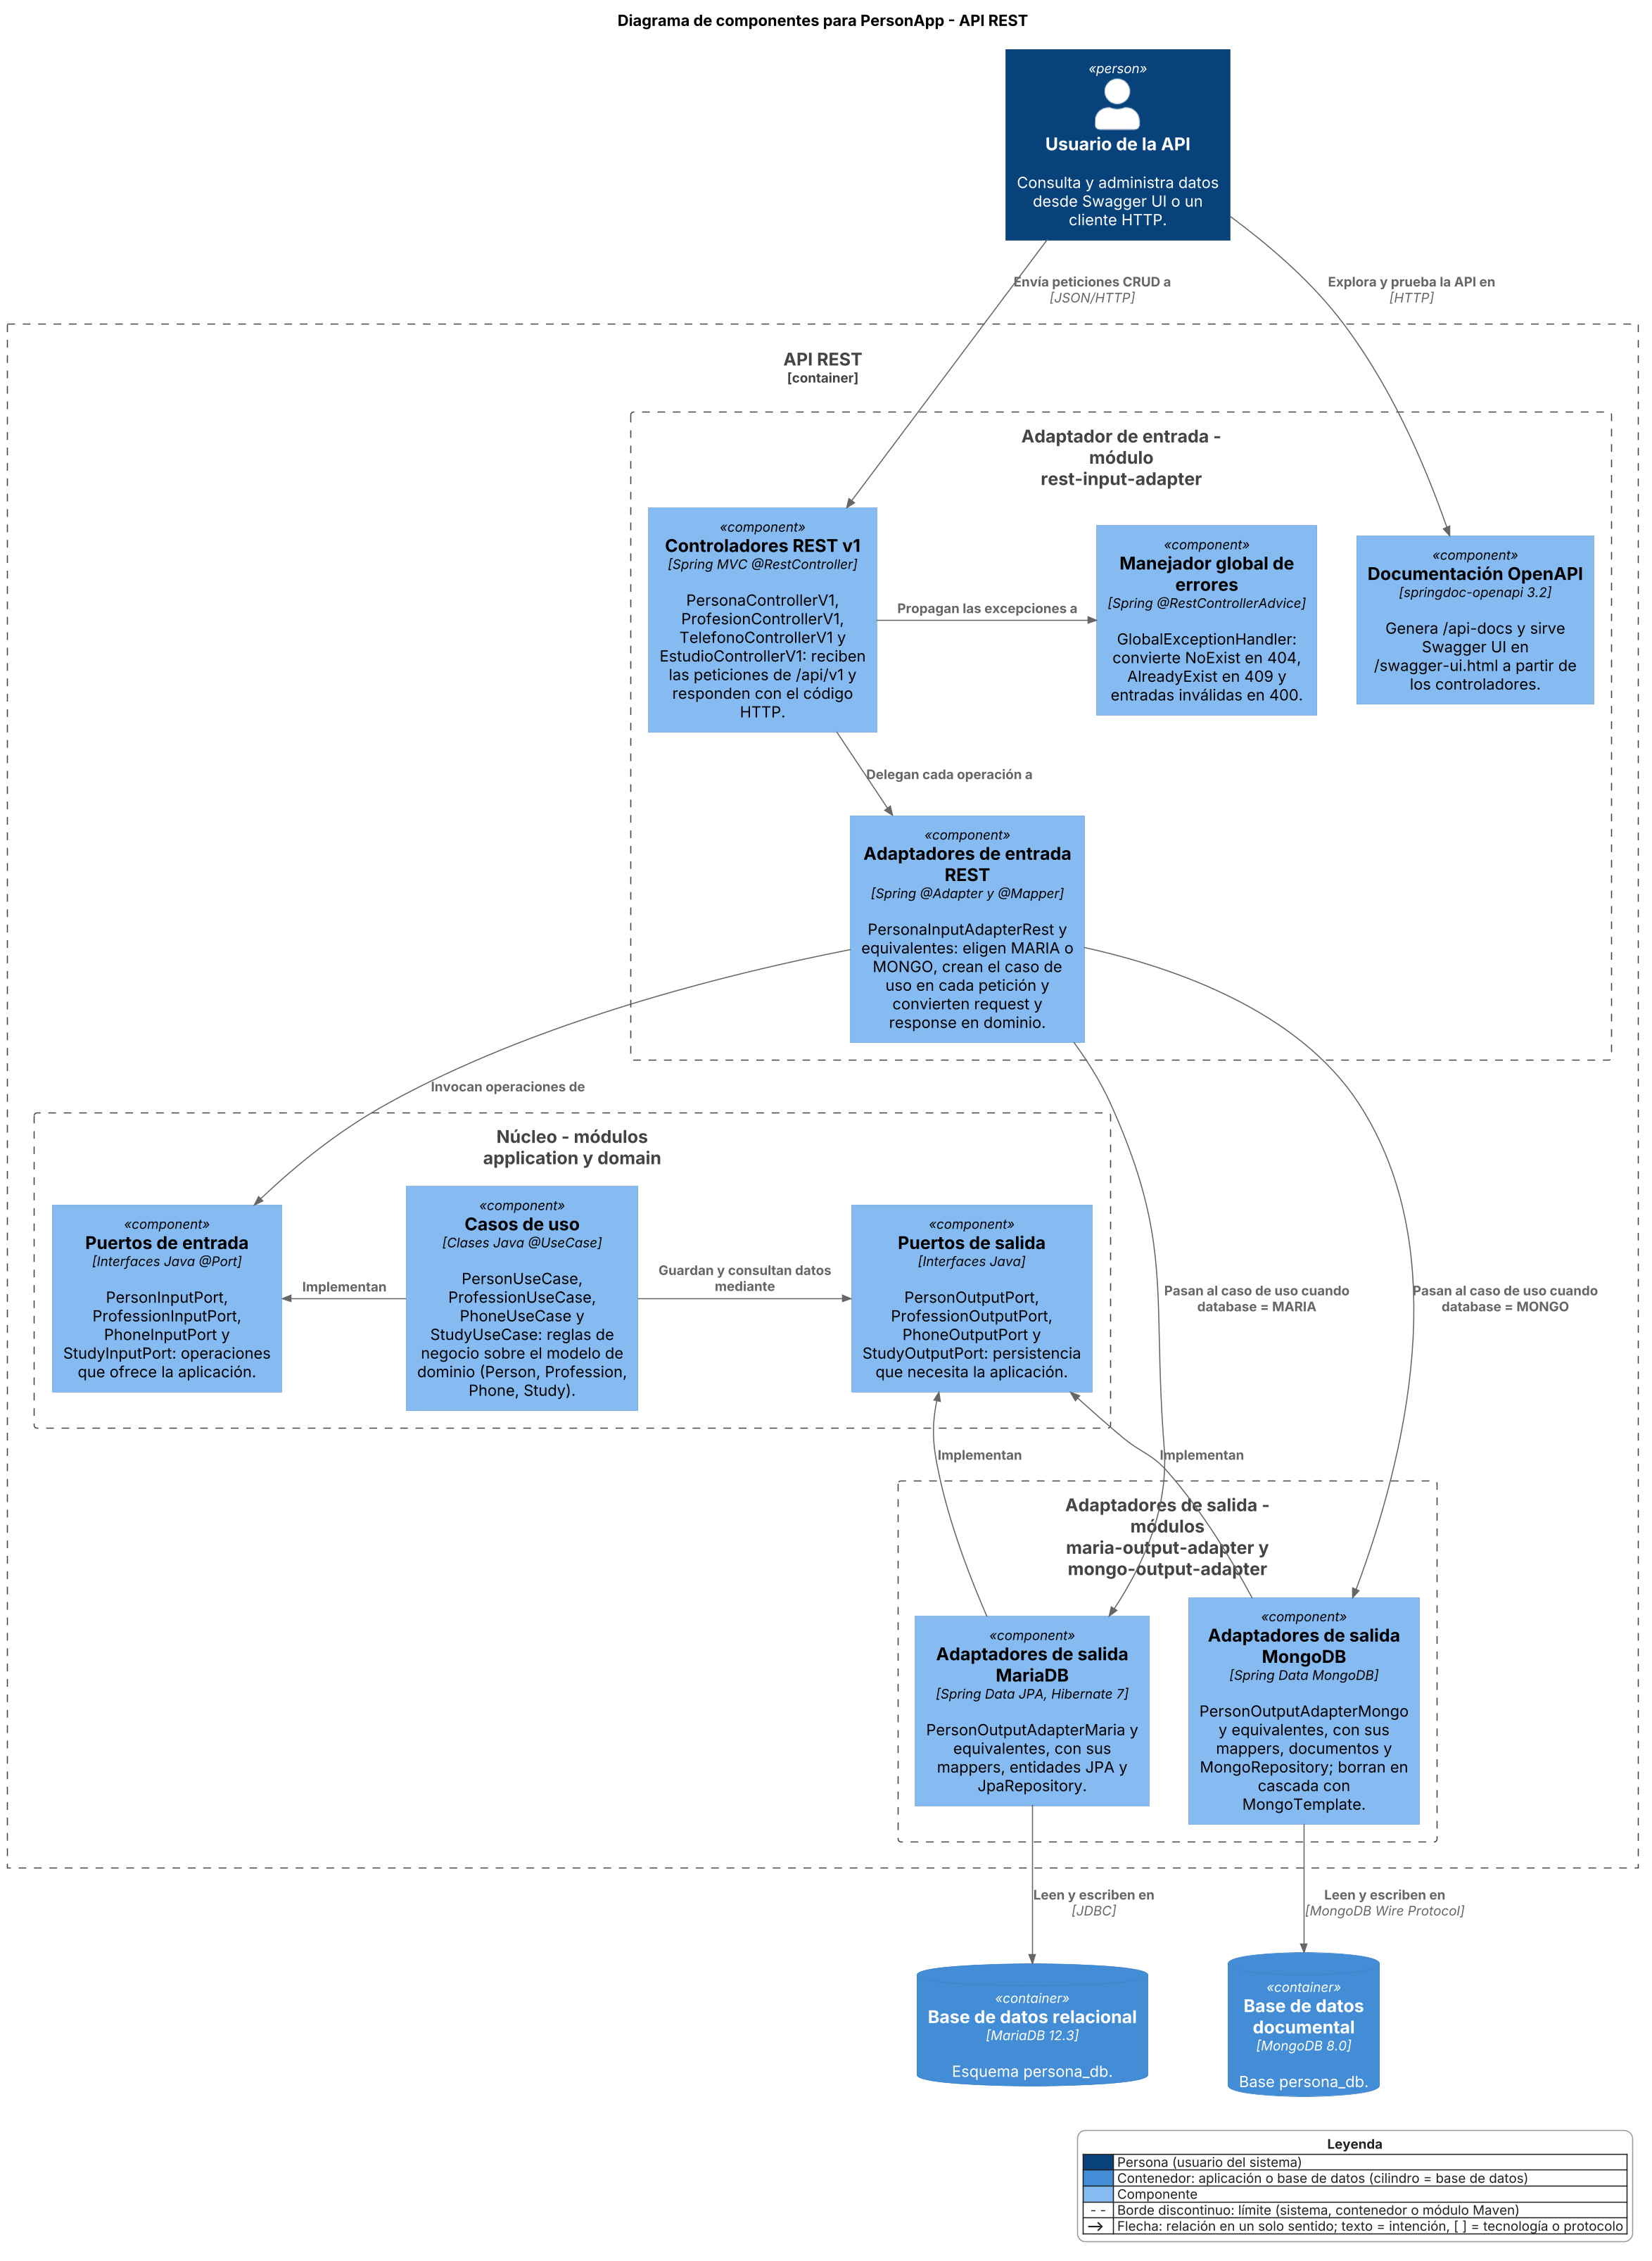 Diagrama de componentes para PersonApp - API REST
«person»
Usuario de la API
Consulta y administra datos
desde Swagger UI o un
cliente HTTP.
Envía peticiones CRUD a
[JSON/HTTP]
Explora y prueba la API en
[HTTP]
API REST
[container]
Adaptador de entrada -
módulo
rest-input-adapter
«component»
Controladores REST v1
[Spring MVC @RestController]
PersonaControllerV1,
ProfesionControllerV1,
TelefonoControllerV1 y
EstudioControllerV1: reciben
las peticiones de /api/v1 y
responden con el código
HTTP.
Propagan las excepciones a
«component»
Manejador global de
errores
[Spring @RestControllerAdvice]
GlobalExceptionHandler:
convierte NoExist en 404,
AlreadyExist en 409 y
entradas inválidas en 400.
«component»
Documentación OpenAPI
[springdoc-openapi 3.2]
Genera /api-docs y sirve
Swagger UI en
/swagger-ui.html a partir de
los controladores.
Delegan cada operación a
«component»
Adaptadores de entrada
REST
[Spring @Adapter y @Mapper]
PersonaInputAdapterRest y
equivalentes: eligen MARIA o
MONGO, crean el caso de
uso en cada petición y
convierten request y
response en dominio.
Invocan operaciones de
Núcleo - módulos
application y domain
«component»
Puertos de entrada
[Interfaces Java @Port]
PersonInputPort,
ProfessionInputPort,
PhoneInputPort y
StudyInputPort: operaciones
que ofrece la aplicación.
Implementan
«component»
Casos de uso
[Clases Java @UseCase]
PersonUseCase,
ProfessionUseCase,
PhoneUseCase y
StudyUseCase: reglas de
negocio sobre el modelo de
dominio (Person, Profession,
Phone, Study).
Guardan y consultan datos
mediante
«component»
Puertos de salida
[Interfaces Java]
PersonOutputPort,
ProfessionOutputPort,
PhoneOutputPort y
StudyOutputPort: persistencia
que necesita la aplicación.
Pasan al caso de uso cuando
database = MARIA
Pasan al caso de uso cuando
database = MONGO
Implementan
Implementan
Adaptadores de salida -
módulos
maria-output-adapter y
mongo-output-adapter
«component»
Adaptadores de salida
MariaDB
[Spring Data JPA, Hibernate 7]
PersonOutputAdapterMaria y
equivalentes, con sus
mappers, entidades JPA y
JpaRepository.
«component»
Adaptadores de salida
MongoDB
[Spring Data MongoDB]
PersonOutputAdapterMongo
y equivalentes, con sus
mappers, documentos y
MongoRepository; borran en
cascada con
MongoTemplate.
Leen y escriben en
[JDBC]
Leen y escriben en
[MongoDB Wire Protocol]
«container»
Base de datos relacional
[MariaDB 12.3]
Esquema persona_db.
«container»
Base de datos
documental
[MongoDB 8.0]
Base persona_db.
Leyenda
Persona (usuario del sistema)
Contenedor: aplicación o base de datos (cilindro = base de datos)
Componente
- - Borde discontinuo: límite (sistema, contenedor o módulo Maven)
→ Flecha: relación en un solo sentido; texto = intención, [ ] = tecnología o protocolo